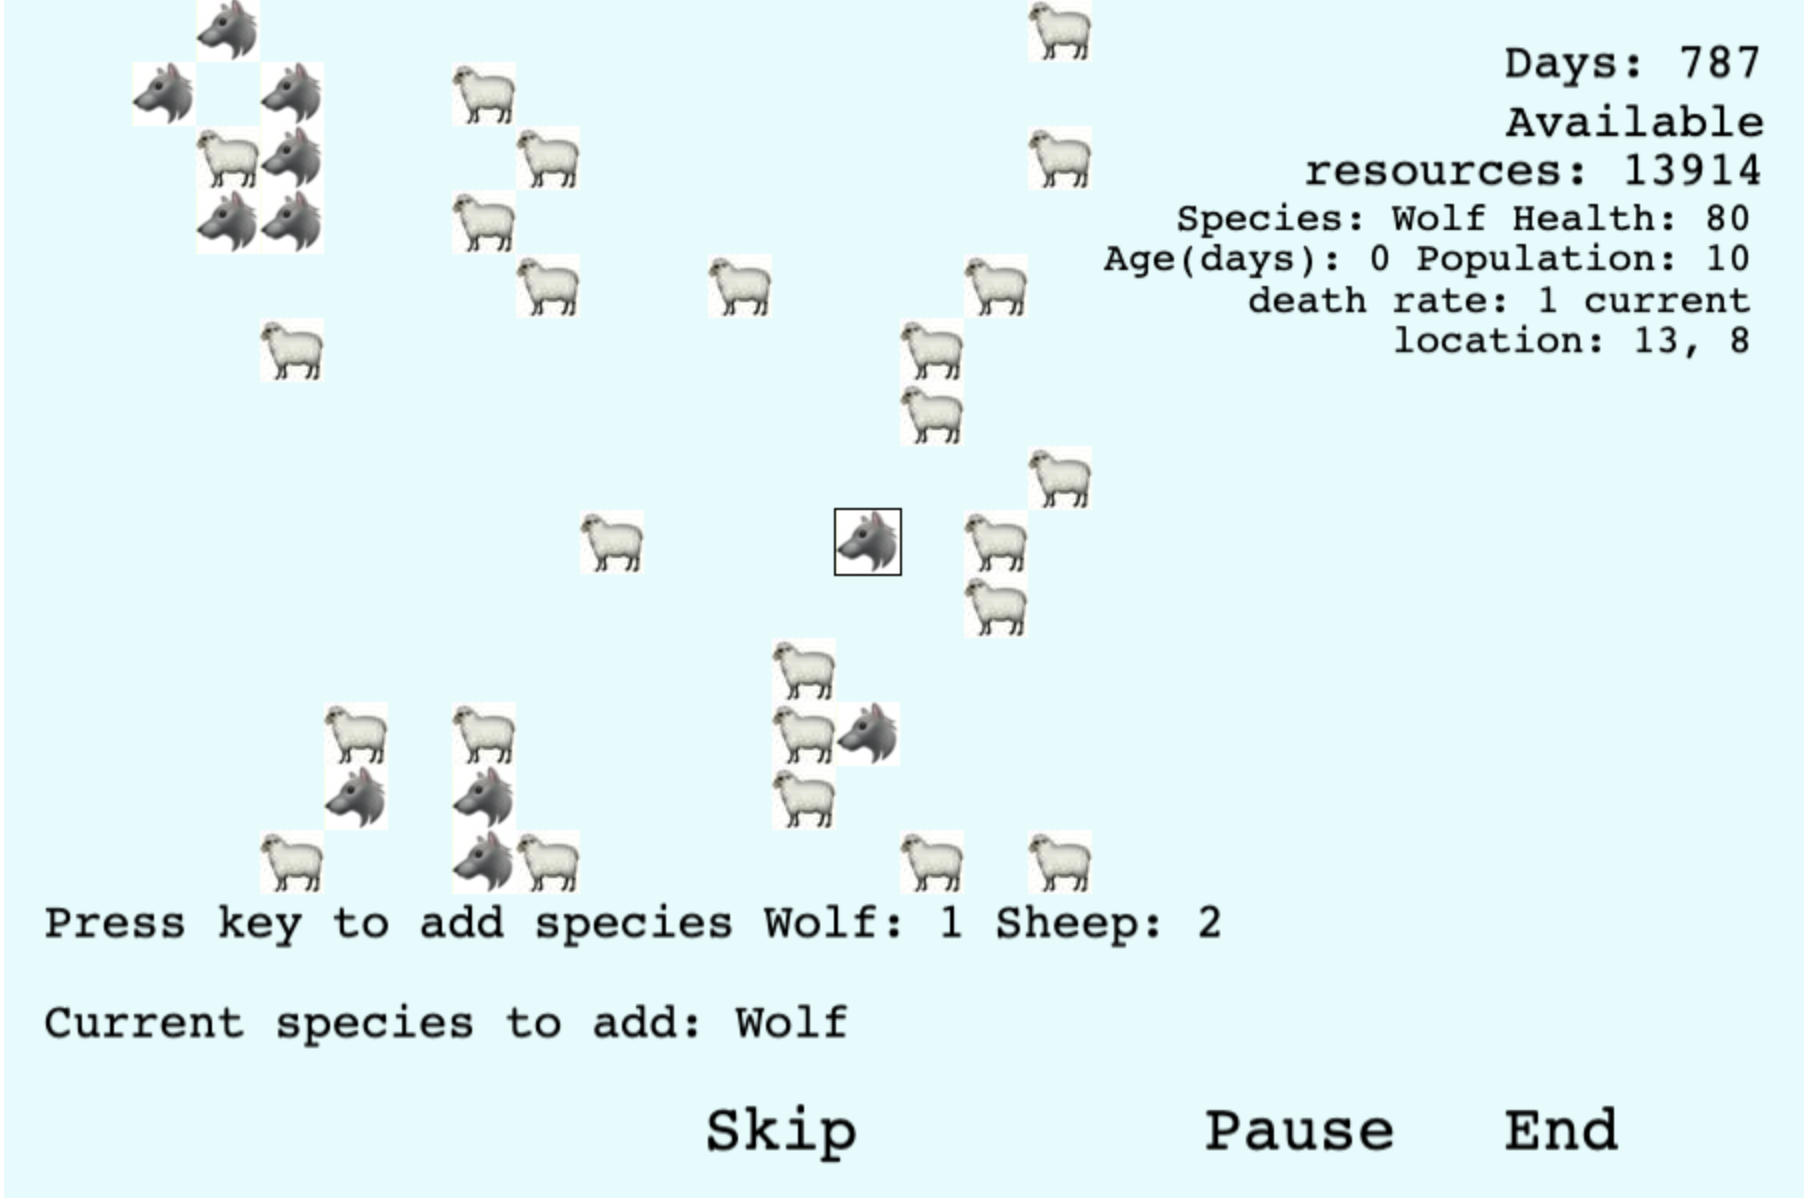 Days: 787
Available
resources: 13914
Species: Wolf Health: 80
Age(days): 0 Population: 10
death rate: 1 current
location: 13, 8
Press key to add species Wolf: 1 Sheep: 2
Current species to add: Wolf
Skip Pause End